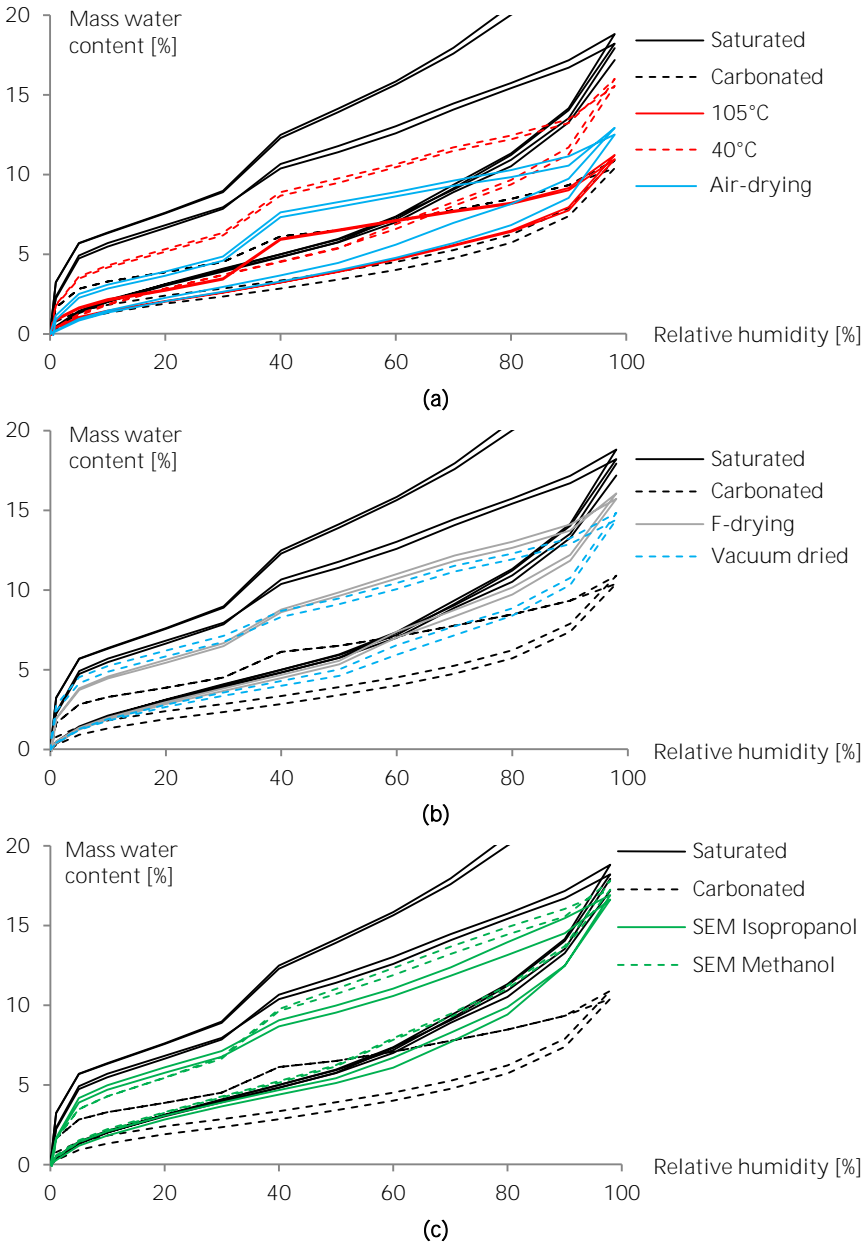 Mass water
content [%]
20
15
10
5
0
0 20 40 60 80 100
Relative humidity [%]
Saturated
Carbonated
105°C
40°C
Air-drying
(a)
Mass water
content [%]
20
15
10
5
0
0 20 40 60 80 100
Relative humidity [%]
Saturated
Carbonated
F-drying
Vacuum dried
(b)
Mass water
content [%]
20
15
10
5
0
0 20 40 60 80 100
Relative humidity [%]
Saturated
Carbonated
SEM Isopropanol
SEM Methanol
(c)